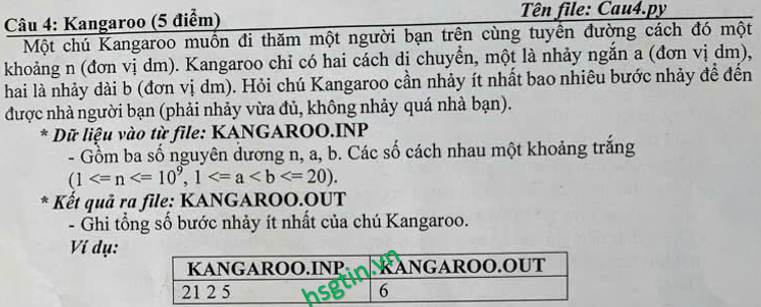 Câu 4: Kangaroo (5 điểm) Tên file: Cau4.py
Một chú Kangaroo muốn đi thăm một người bạn trên cùng tuyến đường cách đó một
khoảng n (đơn vị dm). Kangaroo chỉ có hai cách di chuyển, một là nhảy ngắn a (đơn vị dm),
hai là nhảy dài b (đơn vị dm). Hỏi chú Kangaroo cần nhảy ít nhất bao nhiêu bước nhảy để đến
được nhà người bạn (phải nhảy vừa đủ, không nhảy quá nhà bạn).
* Dữ liệu vào từ file: KANGAROO.INP
- Gồm ba số nguyên dương n, a, b. Các số cách nhau một khoảng trắng
(1 <= n <= 10⁹, 1 <= a < b <= 20).
* Kết quả ra file: KANGAROO.OUT
- Ghi tổng số bước nhảy ít nhất của chú Kangaroo.
Ví dụ:
KANGAROO.INP KANGAROO.OUT
21 2 5 6
hsgtin.vn